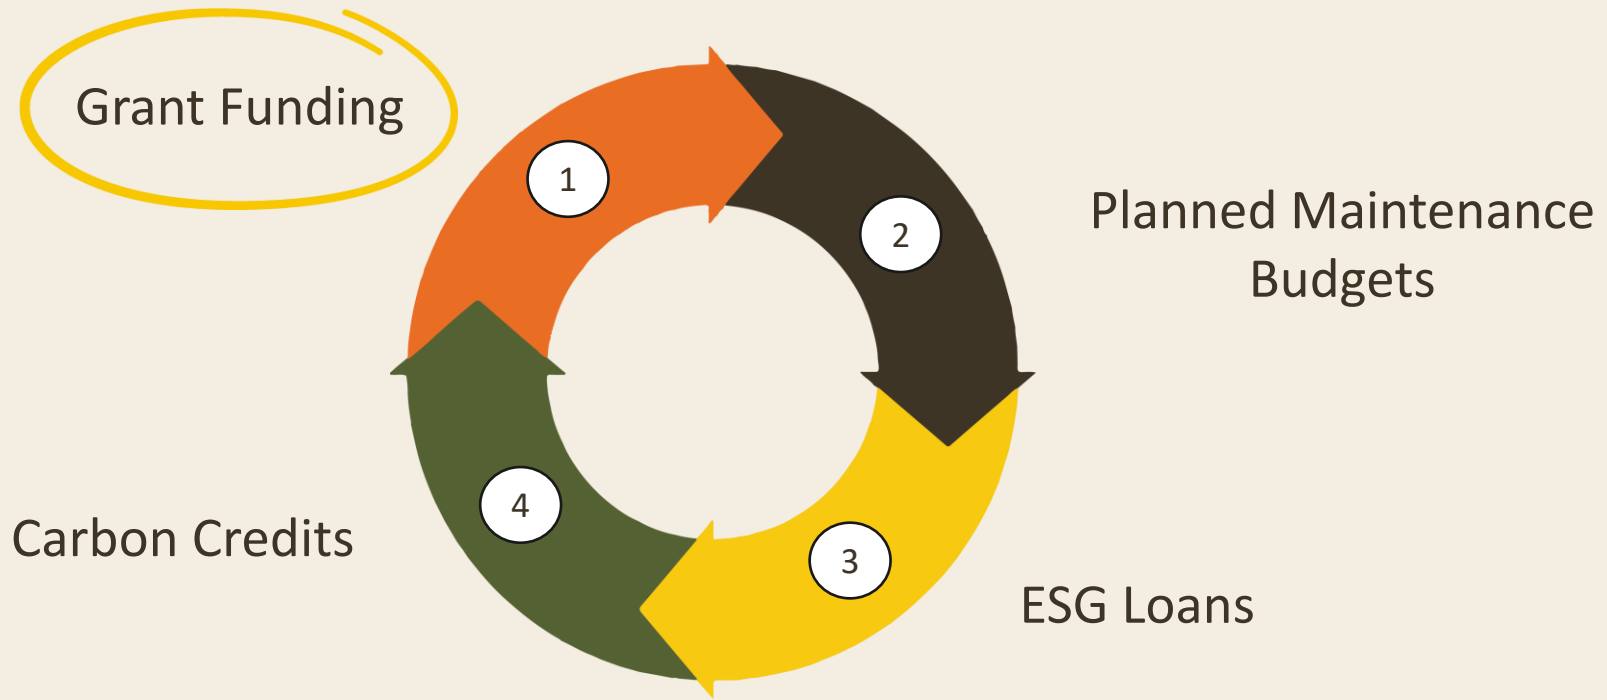 Grant Funding
1
2
Planned Maintenance
Budgets
3
ESG Loans
4
Carbon Credits